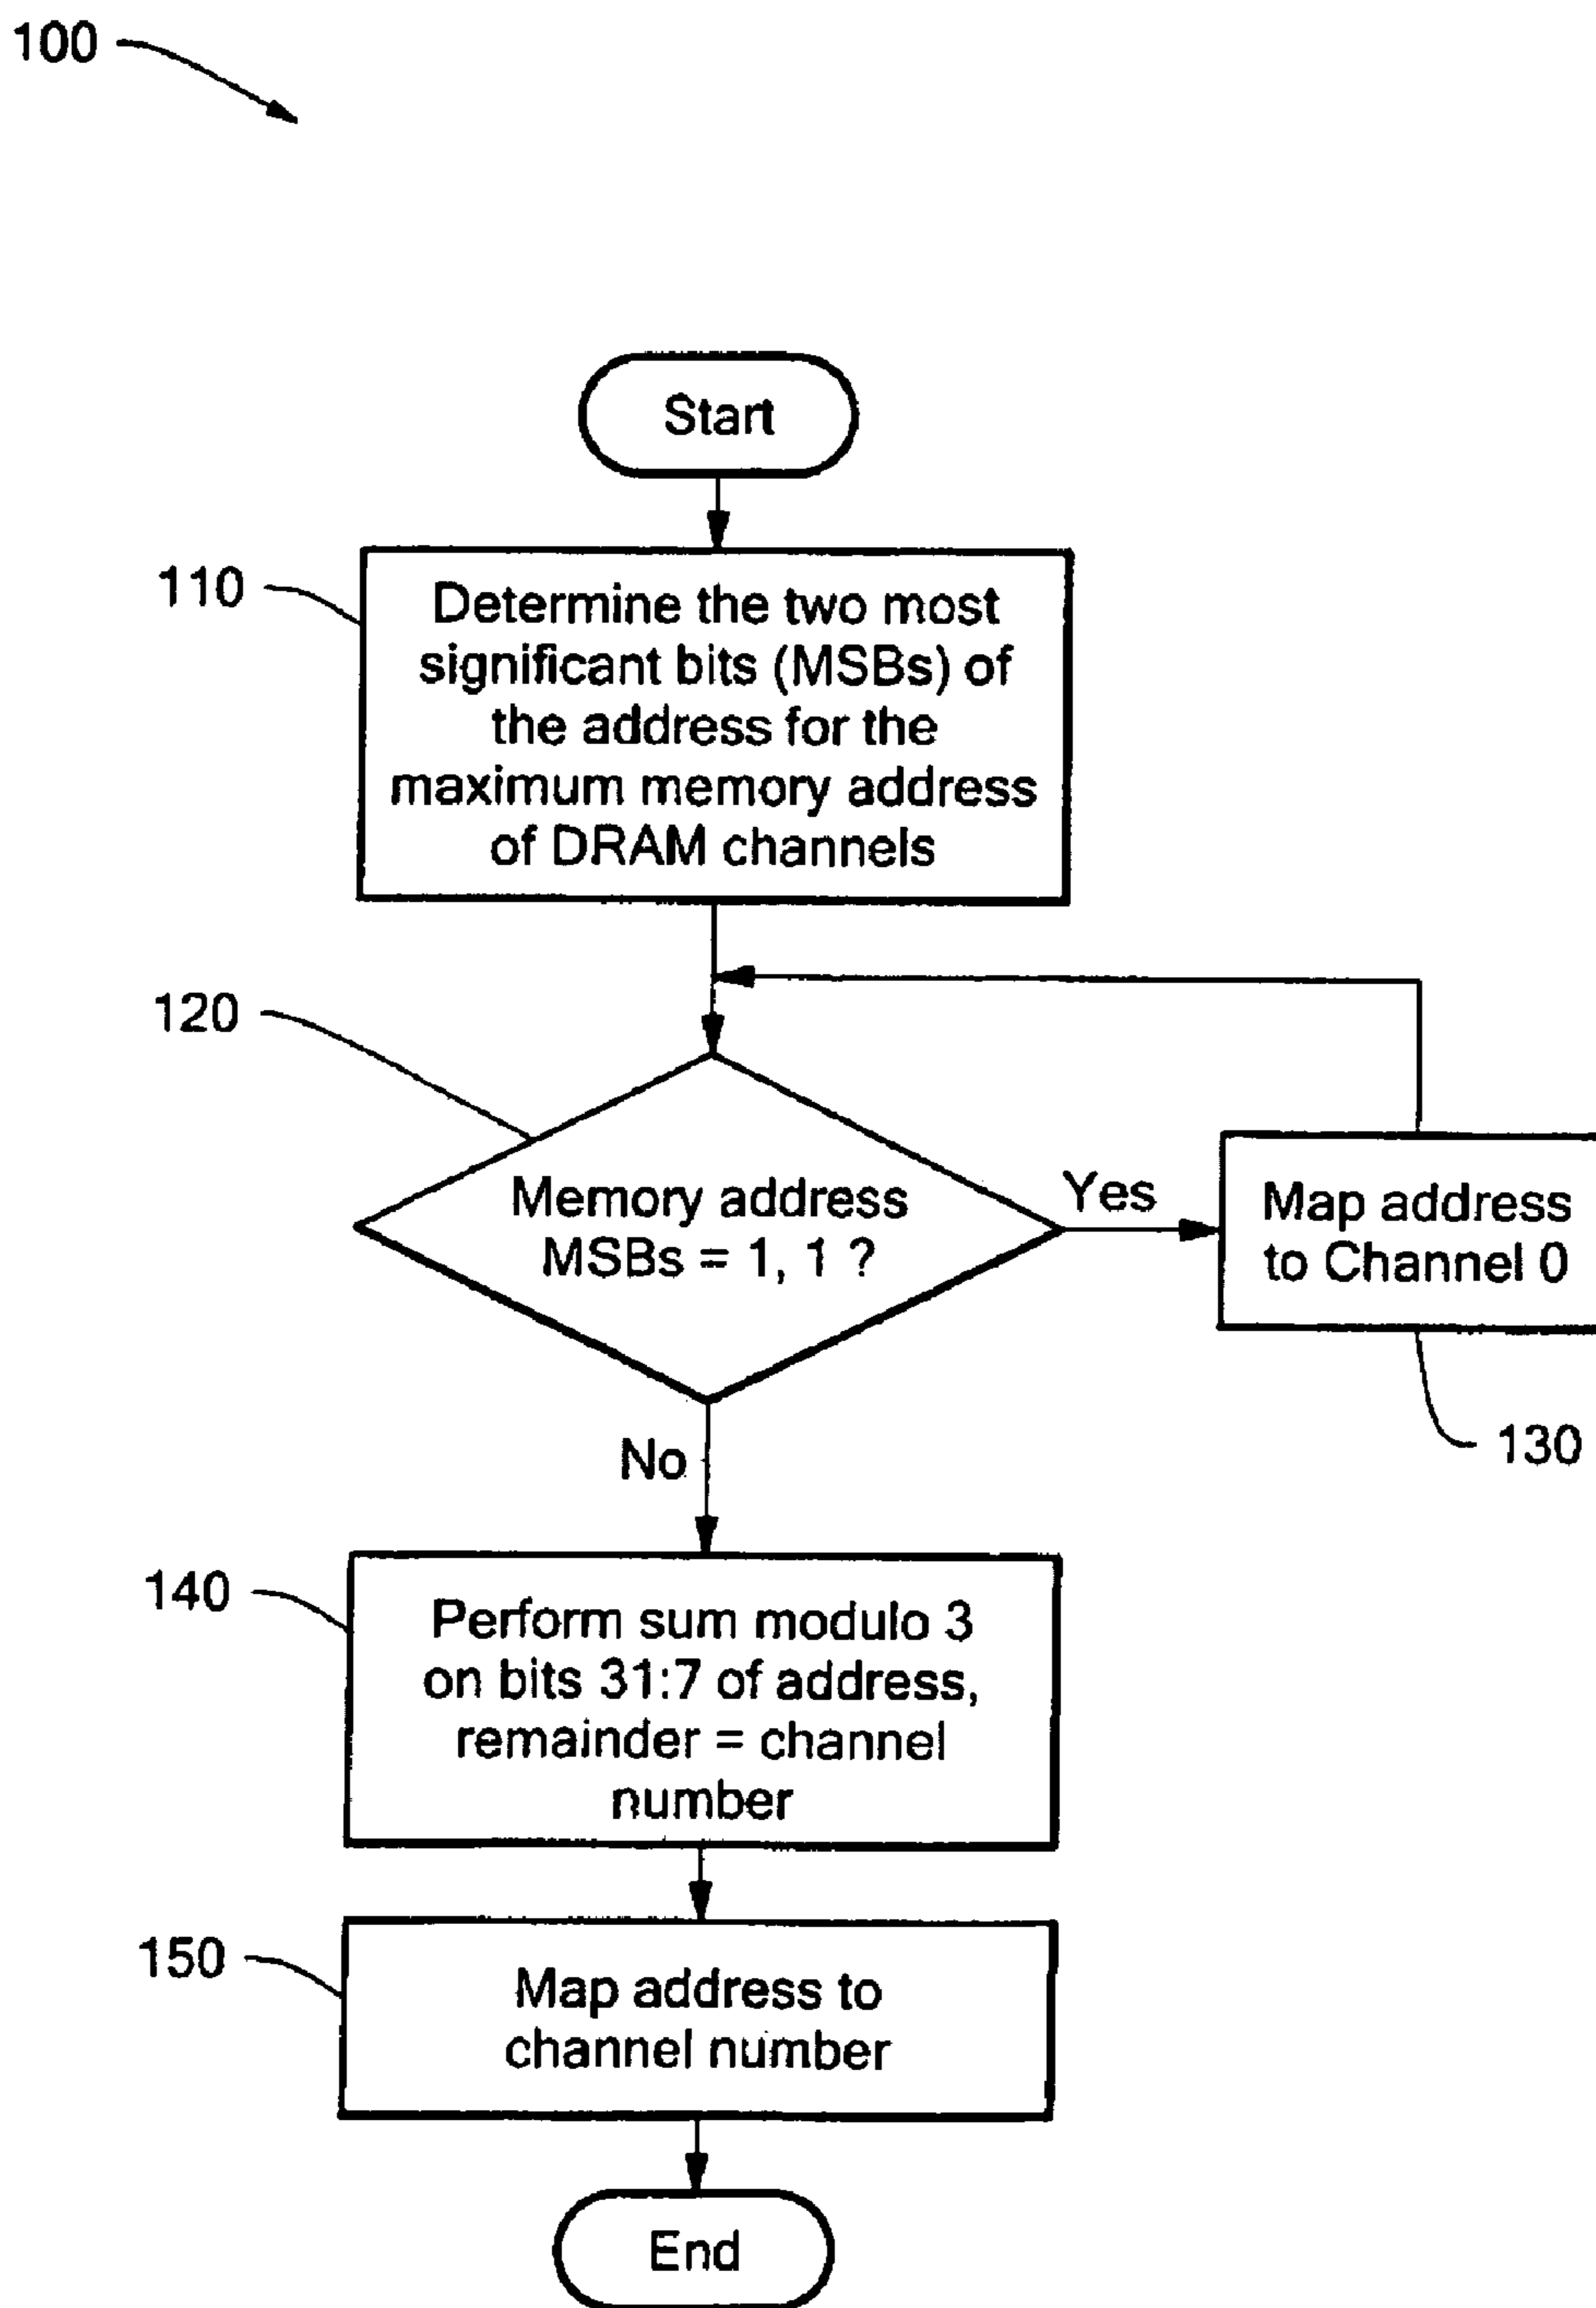 100
Start
110
Determine the two most
significant bits (MSBs) of
the address for the
maximum memory address
of DRAM channels
120
Memory address
MSBs = 1, 1 ?
Yes
Map address
to Channel 0
130
No
140
Perform sum modulo 3
on bits 31:7 of address,
remainder = channel
number
150
Map address to
channel number
End